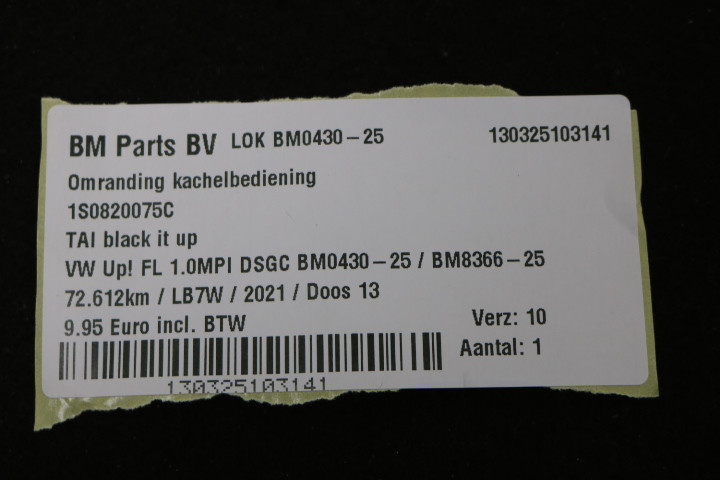 BM Parts BV LOK BM0430-25 130325103141
Omranding kachelbediening
1S0820075C
TAI black it up
VW Up! FL 1.0MPI DSGC BM0430-25 / BM8366-25
72.612km / LB7W / 2021 / Doos 13
9.95 Euro incl. BTW Verz: 10
Aantal: 1
130325103141